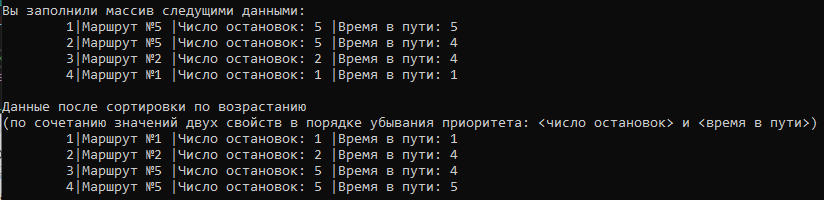 Вы заполнили массив следущими данными:
1|Маршрут №5 |Число остановок: 5 |Время в пути: 5
2|Маршрут №5 |Число остановок: 5 |Время в пути: 4
3|Маршрут №2 |Число остановок: 2 |Время в пути: 4
4|Маршрут №1 |Число остановок: 1 |Время в пути: 1
Данные после сортировки по возрастанию
(по сочетанию значений двух свойств в порядке убывания приоритета: <число остановок> и <время в пути>)
1|Маршрут №1 |Число остановок: 1 |Время в пути: 1
2|Маршрут №2 |Число остановок: 2 |Время в пути: 4
3|Маршрут №5 |Число остановок: 5 |Время в пути: 4
4|Маршрут №5 |Число остановок: 5 |Время в пути: 5